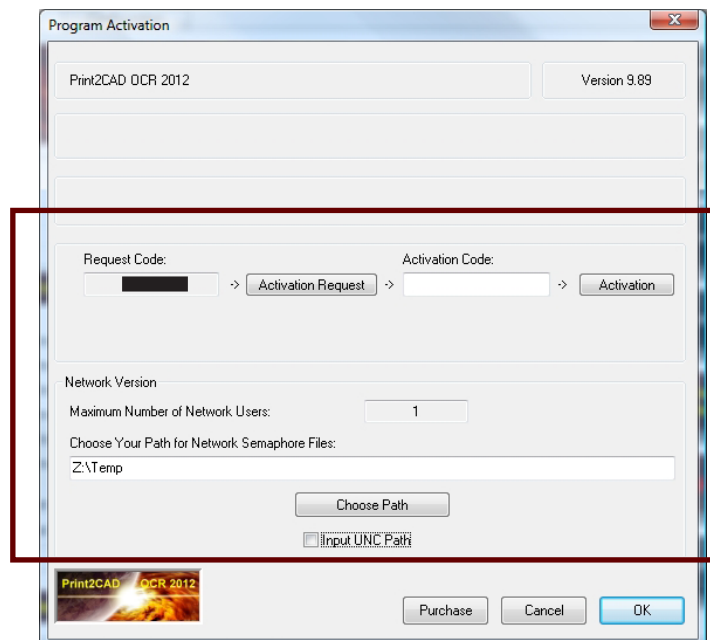 Program Activation
Print2CAD OCR 2012 Version 9.89
Request Code: Activation Code:
-> Activation Request -> -> Activation
Network Version
Maximum Number of Network Users: 1
Choose Your Path for Network Semaphore Files:
Z:\Temp
Choose Path
Input UNC Path
Print2CAD OCR 2012
Purchase Cancel OK